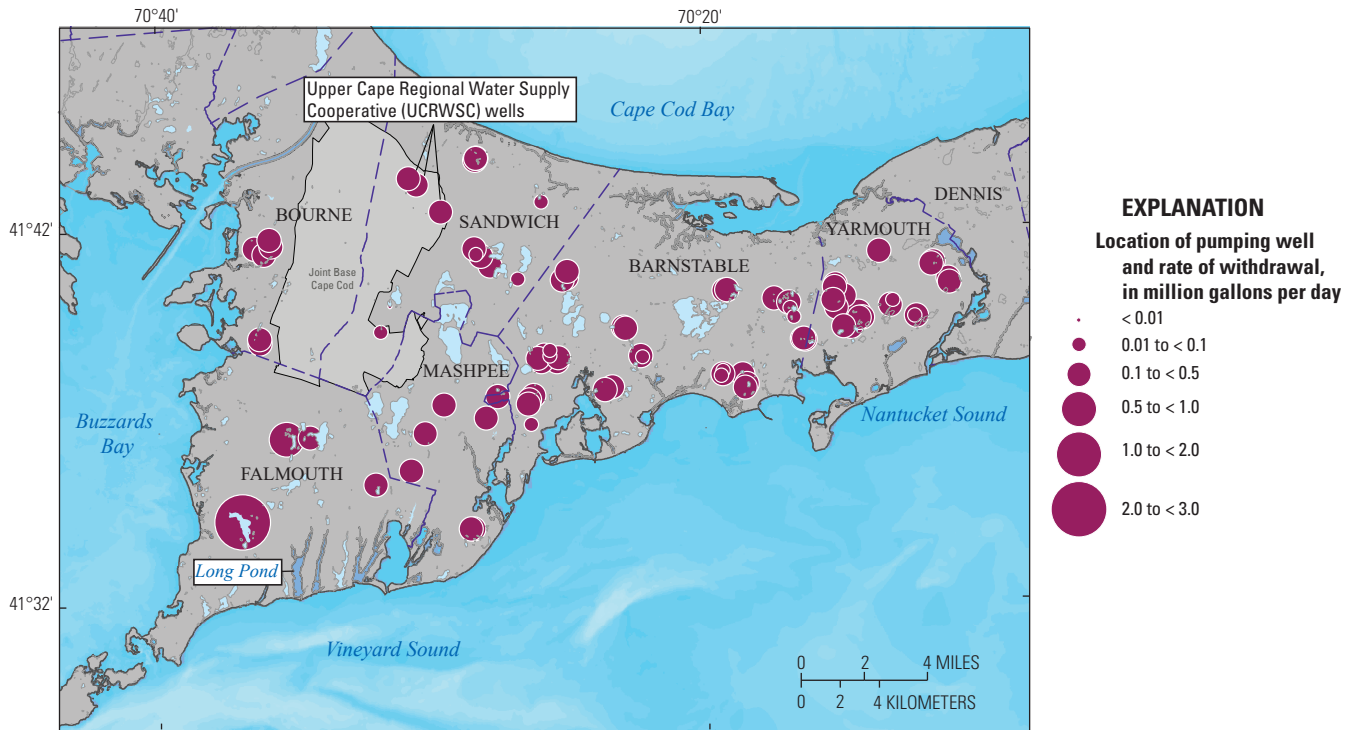 70°40'
70°20'
Upper Cape Regional Water Supply
Cooperative (UCRWSC) wells
Cape Cod Bay
DENNIS
41°42'
BOURNE
SANDWICH
YARMOUTH
BARNSTABLE
Joint Base
Cape Cod
MASHPEE
Buzzards
Bay
Nantucket Sound
FALMOUTH
Long Pond
41°32'
Vineyard Sound
0 2 4 MILES
0 2 4 KILOMETERS
EXPLANATION
Location of pumping well
and rate of withdrawal,
in million gallons per day
< 0.01
0.01 to < 0.1
0.1 to < 0.5
0.5 to < 1.0
1.0 to < 2.0
2.0 to < 3.0